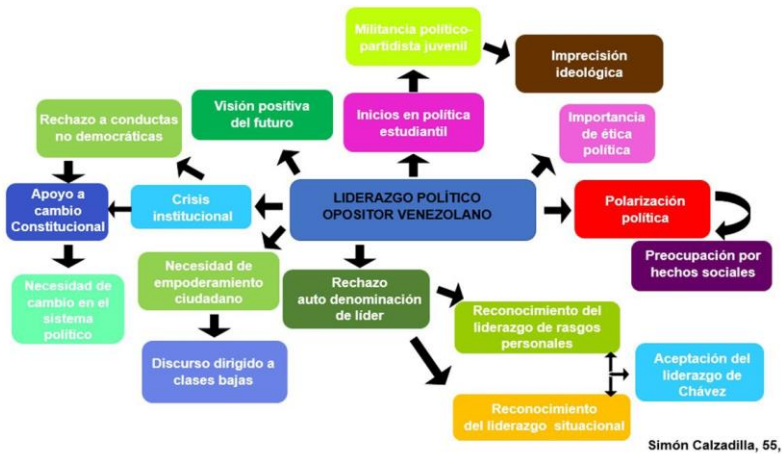 Militancia político-
partidista juvenil
Imprecisión
ideológica
Visión positiva
del futuro
Inicios en política
estudiantil
Importancia
de ética
política
Rechazo a conductas
no democráticas
Apoyo a
cambio
Constitucional
Crisis
institucional
LIDERAZGO POLÍTICO
OPOSITOR VENEZOLANO
Polarización
política
Preocupación por
hechos sociales
Necesidad de
cambio en el
sistema
político
Necesidad de
empoderamiento
ciudadano
Rechazo
auto denominación
de líder
Reconocimiento del
liderazgo de rasgos
personales
Discurso dirigido a
clases bajas
Aceptación del
liderazgo de
Chávez
Reconocimiento
del liderazgo situacional
Simón Calzadilla, 55,